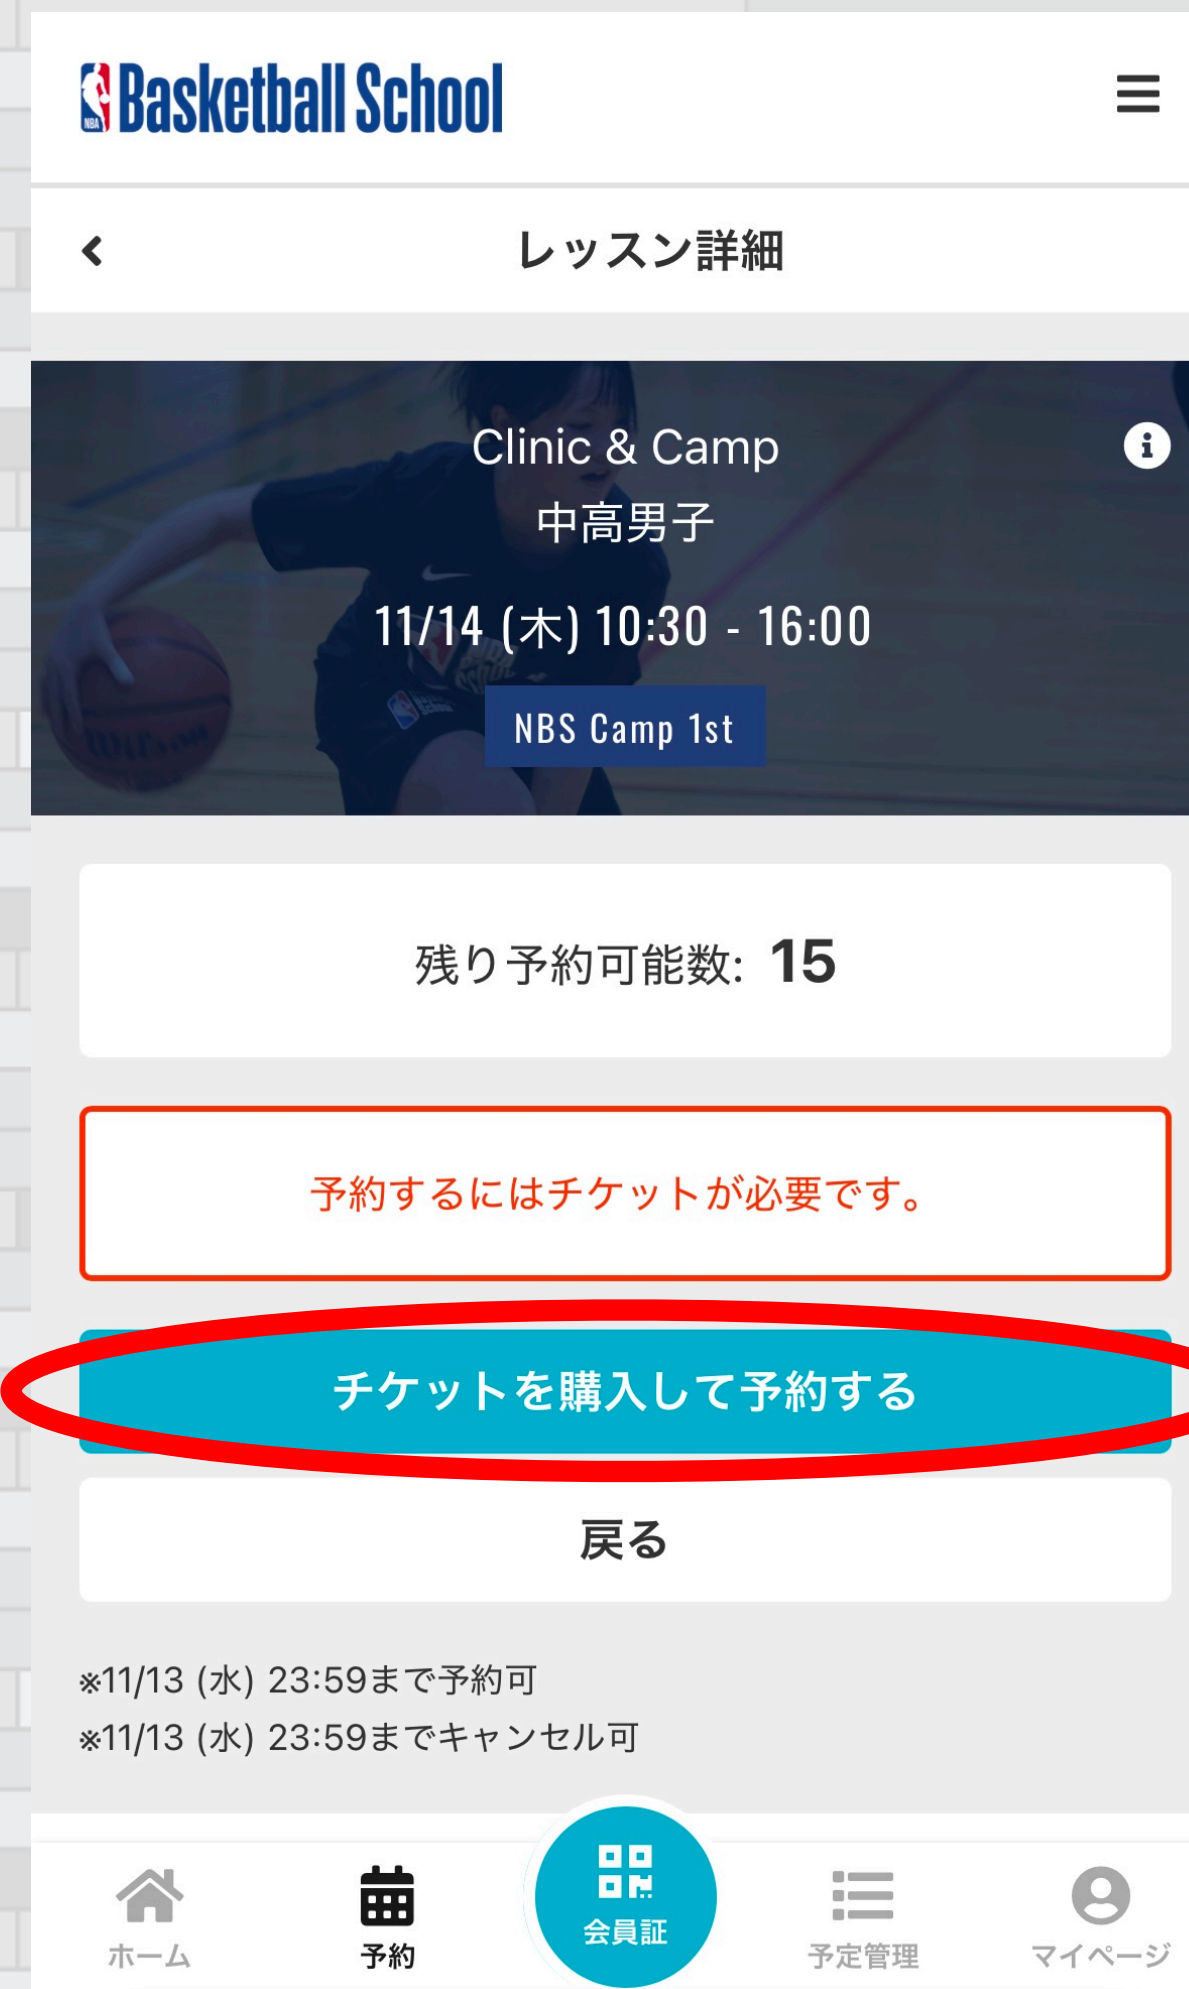 NBA Basketball School
レッスン詳細
Clinic & Camp
中高男子
11/14 (木) 10:30 - 16:00
NBS Camp 1st
残り予約可能数: 15
予約するにはチケットが必要です。
チケットを購入して予約する
戻る
※11/13 (水) 23:59まで予約可
※11/13 (水) 23:59までキャンセル可
ホーム
予約
会員証
予定管理
マイページ